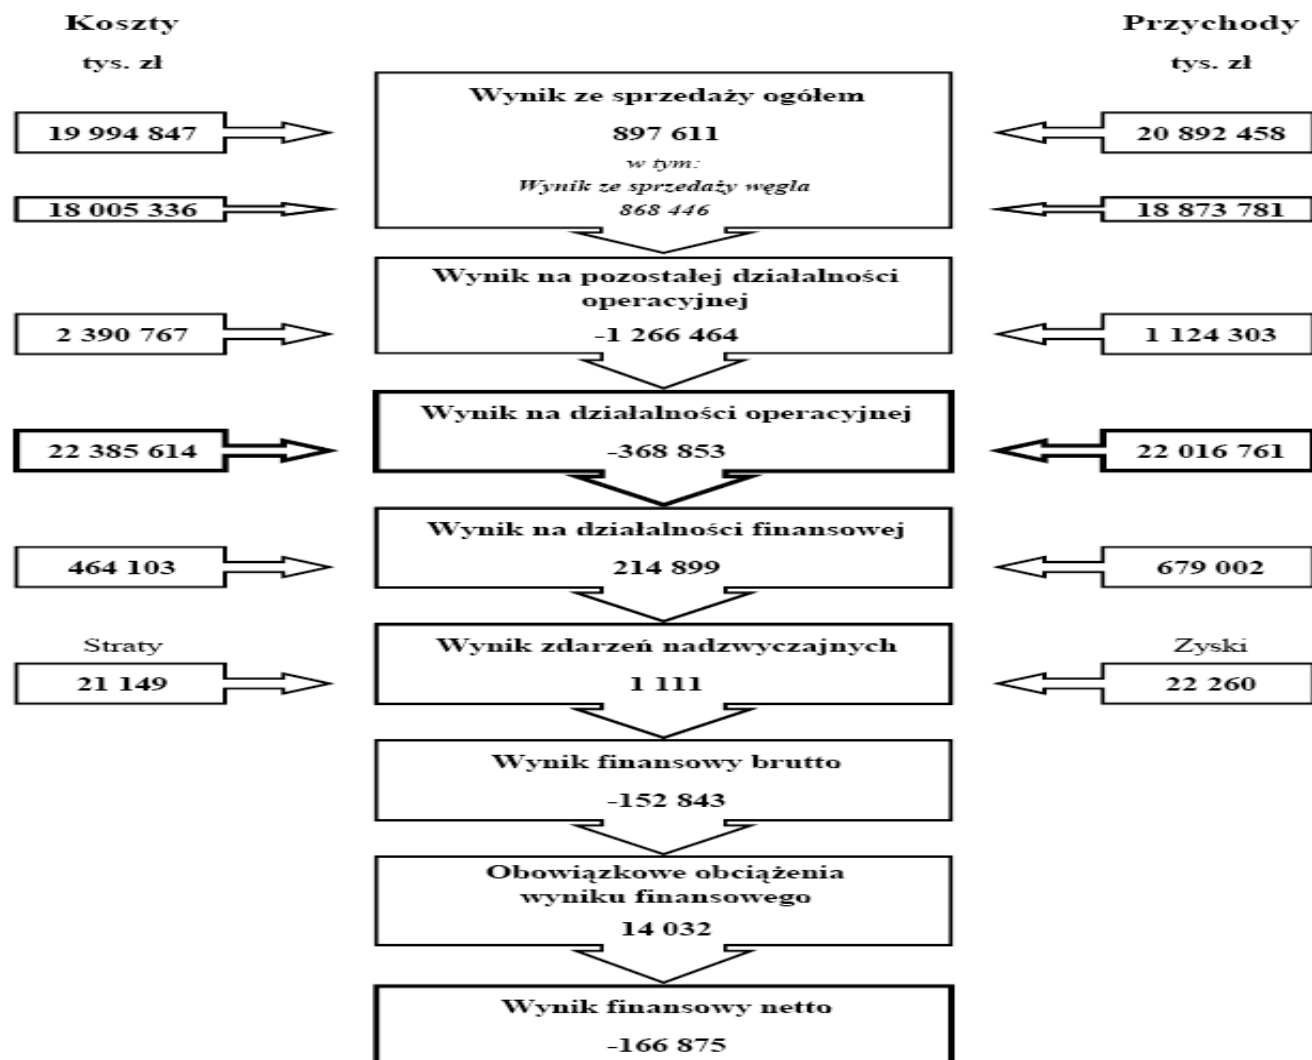 Koszty
Przychody
tys. zł
tys. zł
Wynik ze sprzedaży ogółem
19 994 847
897 611
20 892 458
w tym:
Wynik ze sprzedaży węgla
18 005 336
868 446
18 873 781
Wynik na pozostałej działalności
operacyjnej
2 390 767
-1 266 464
1 124 303
Wynik na działalności operacyjnej
22 385 614
-368 853
22 016 761
Wynik na działalności finansowej
464 103
214 899
679 002
Straty
Wynik zdarzeń nadzwyczajnych
Zyski
21 149
1 111
22 260
Wynik finansowy brutto
-152 843
Obowiązkowe obciążenia
wyniku finansowego
14 032
Wynik finansowy netto
-166 875